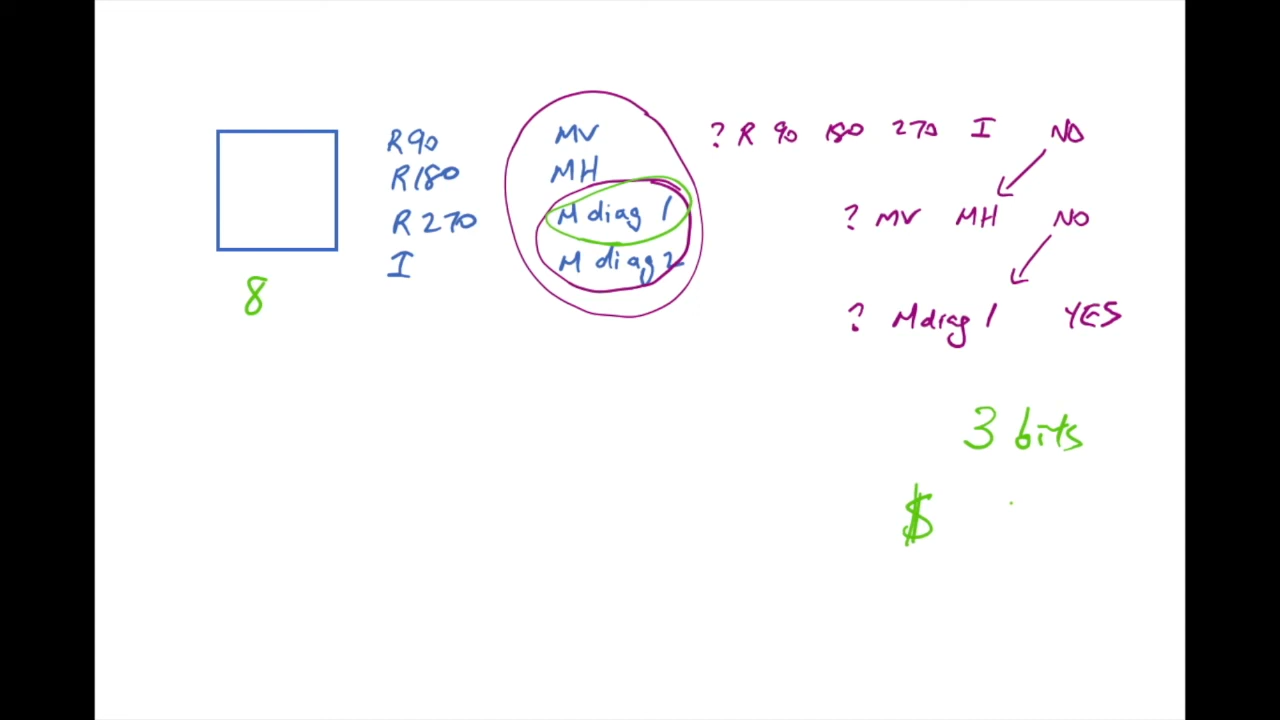 R90 MV ? R 90 180 270 I NO
R180 MH
R270 M diag 1 ? MV MH NO
I M diag 2
8 ? M diag 1 YES
3 bits
$